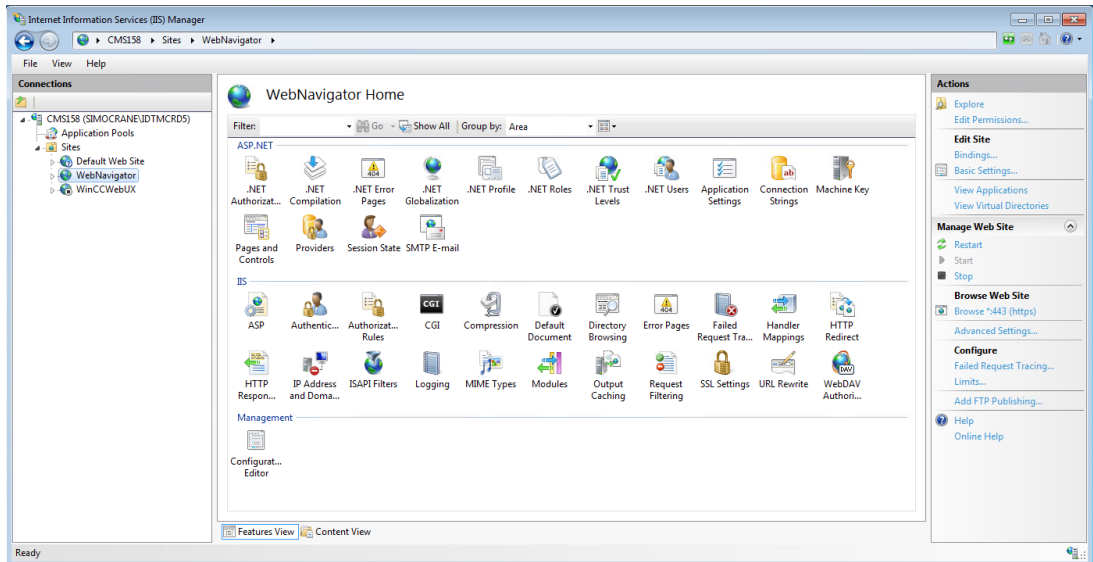 Internet Information Services (IIS) Manager
CMS158 Sites WebNavigator
File View Help
Connections
CMS158 (SIMOCRANE\IDTMCRD5)
Application Pools
Sites
Default Web Site
WebNavigator
WinCCWebUX
WebNavigator Home
Filter: Go Show All Group by: Area
ASP.NET
.NET Authorizat...
.NET Compilation
.NET Error Pages
.NET Globalization
.NET Profile
.NET Roles
.NET Trust Levels
.NET Users
Application Settings
Connection Strings
Machine Key
Pages and Controls
Providers
Session State
SMTP E-mail
IIS
ASP
Authentic...
Authorizat... Rules
CGI
CGI
Compression
Default Document
Directory Browsing
404
Error Pages
Failed Request Tra...
Handler Mappings
HTTP Redirect
HTTP Respon...
IP Address and Doma...
ISAPI Filters
Logging
MIME Types
Modules
Output Caching
Request Filtering
SSL Settings
URL Rewrite
DAV
WebDAV Authori...
Management
Configurat... Editor
Features View Content View
Actions
Explore
Edit Permissions...
Edit Site
Bindings...
Basic Settings...
View Applications
View Virtual Directories
Manage Web Site
Restart
Start
Stop
Browse Web Site
Browse *:443 (https)
Advanced Settings...
Configure
Failed Request Tracing...
Limits...
Add FTP Publishing...
Help
Online Help
Ready